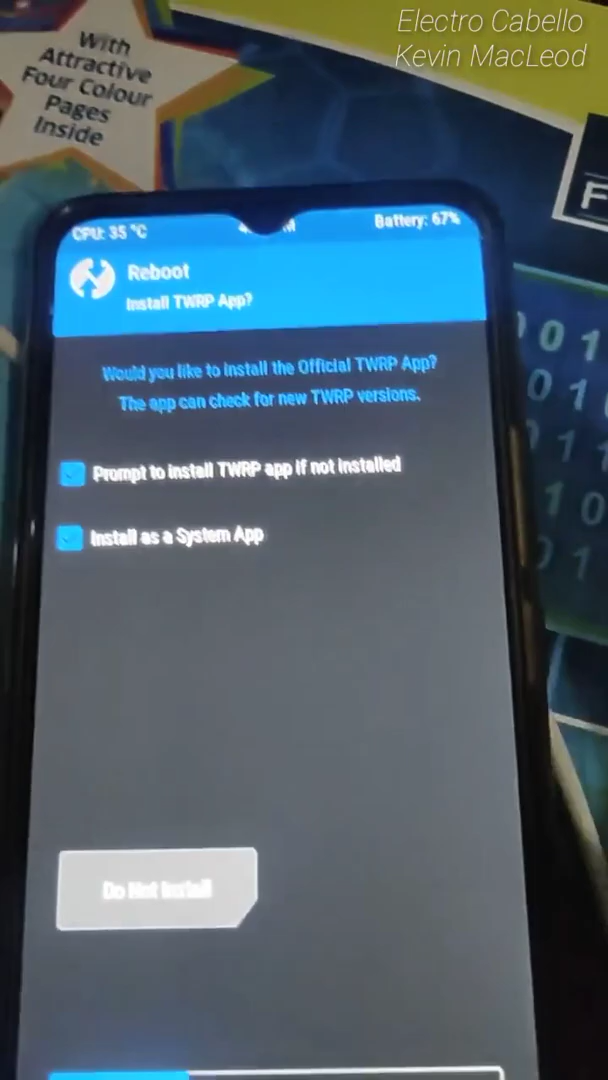 Electro Cabello
Kevin MacLeod
With
Attractive
Four Colour
Pages
Inside
F
CPU: 35 °C
Battery: 67%
Reboot
Install TWRP App?
Would you like to install the Official TWRP App?
The app can check for new TWRP versions.
Prompt to install TWRP app if not installed
Install as a System App
Do Not Install